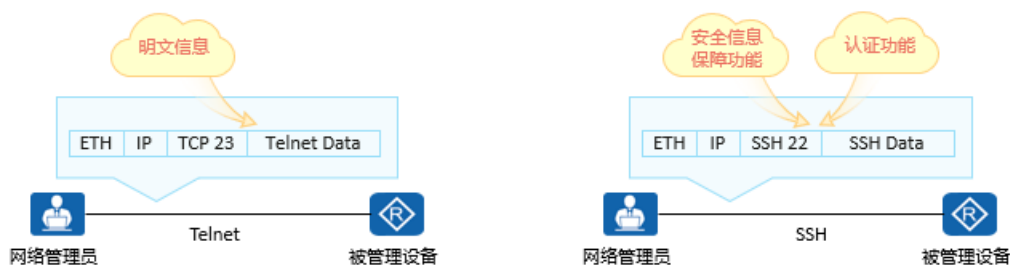 明文信息
ETH IP TCP 23 Telnet Data
R
Telnet
网络管理员
被管理设备
安全信息
保障功能
认证功能
ETH IP SSH 22 SSH Data
R
SSH
网络管理员
被管理设备